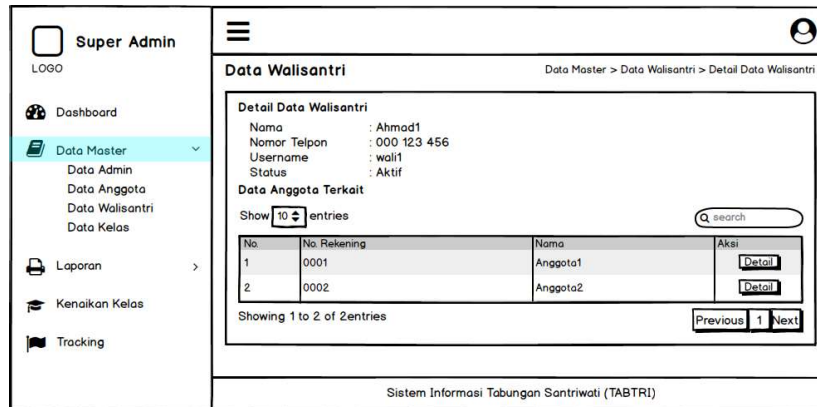 Super Admin
LOGO
Dashboard
Data Master
Data Admin
Data Anggota
Data Walisantri
Data Kelas
Laporan
Kenaikan Kelas
Tracking
Data Walisantri
Data Master > Data Walisantri > Detail Data Walisantri
Detail Data Walisantri
Nama : Ahmad1
Nomor Telpon : 000 123 456
Username : wali1
Status : Aktif
Data Anggota Terkait
Show 10 entries
search
No. No. Rekening Nama Aksi
1 0001 Anggota1 Detail
2 0002 Anggota2 Detail
Showing 1 to 2 of 2entries
Previous 1 Next
Sistem Informasi Tabungan Santriwati (TABTRI)